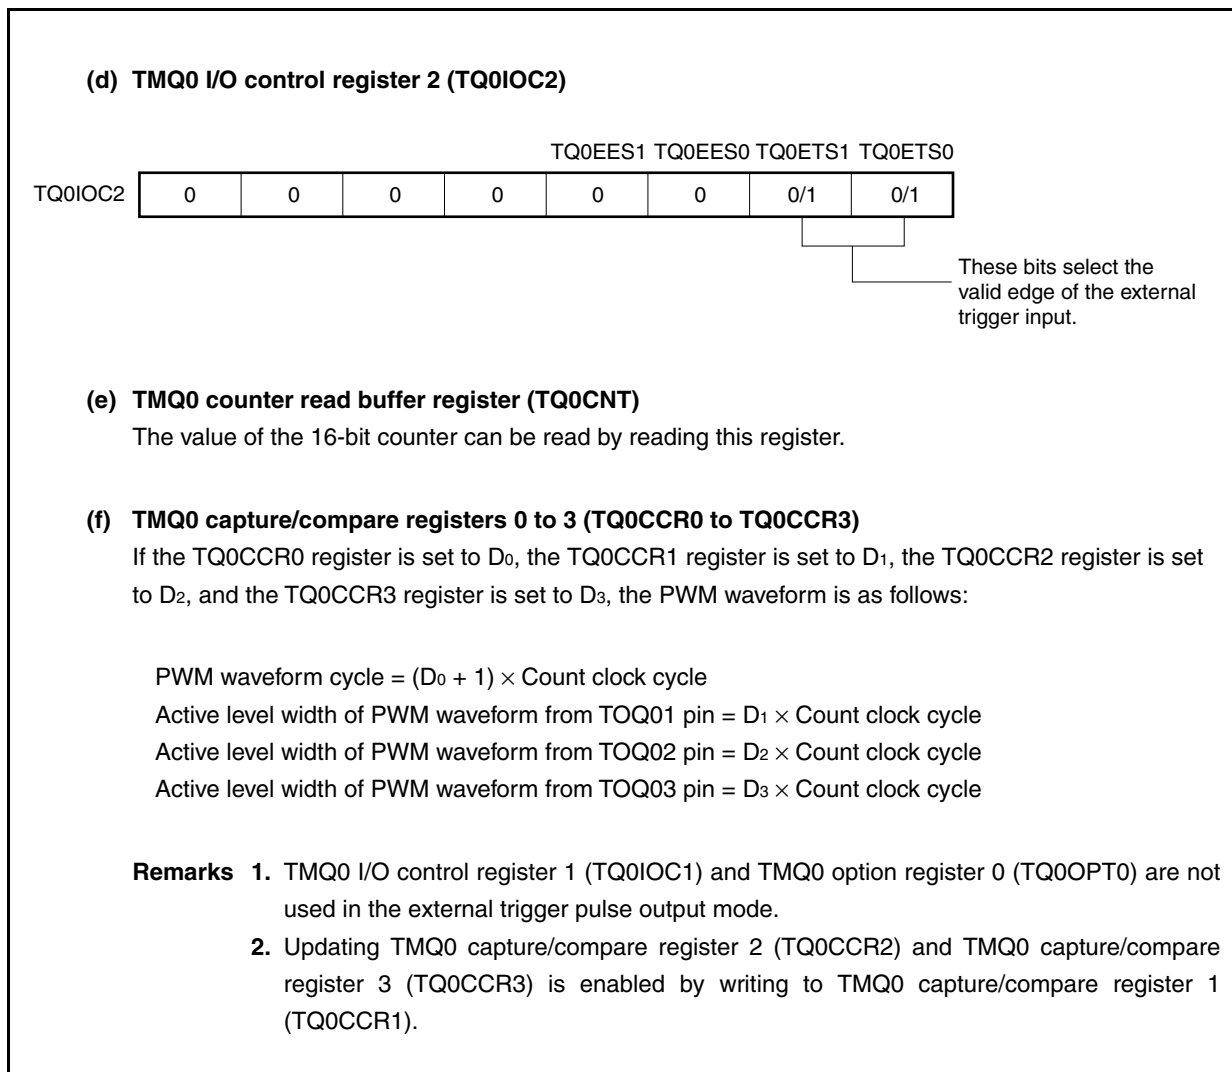 (d) TMQ0 I/O control register 2 (TQ0IOC2)
TQ0EES1 TQ0EES0 TQ0ETS1 TQ0ETS0
TQ0IOC2 0 0 0 0 0 0 0/1 0/1
These bits select the
valid edge of the external
trigger input.
(e) TMQ0 counter read buffer register (TQ0CNT)
The value of the 16-bit counter can be read by reading this register.
(f) TMQ0 capture/compare registers 0 to 3 (TQ0CCR0 to TQ0CCR3)
If the TQ0CCR0 register is set to D0, the TQ0CCR1 register is set to D1, the TQ0CCR2 register is set
to D2, and the TQ0CCR3 register is set to D3, the PWM waveform is as follows:
PWM waveform cycle = (D0 + 1) × Count clock cycle
Active level width of PWM waveform from TOQ01 pin = D1 × Count clock cycle
Active level width of PWM waveform from TOQ02 pin = D2 × Count clock cycle
Active level width of PWM waveform from TOQ03 pin = D3 × Count clock cycle
Remarks 1. TMQ0 I/O control register 1 (TQ0IOC1) and TMQ0 option register 0 (TQ0OPT0) are not
used in the external trigger pulse output mode.
2. Updating TMQ0 capture/compare register 2 (TQ0CCR2) and TMQ0 capture/compare
register 3 (TQ0CCR3) is enabled by writing to TMQ0 capture/compare register 1
(TQ0CCR1).